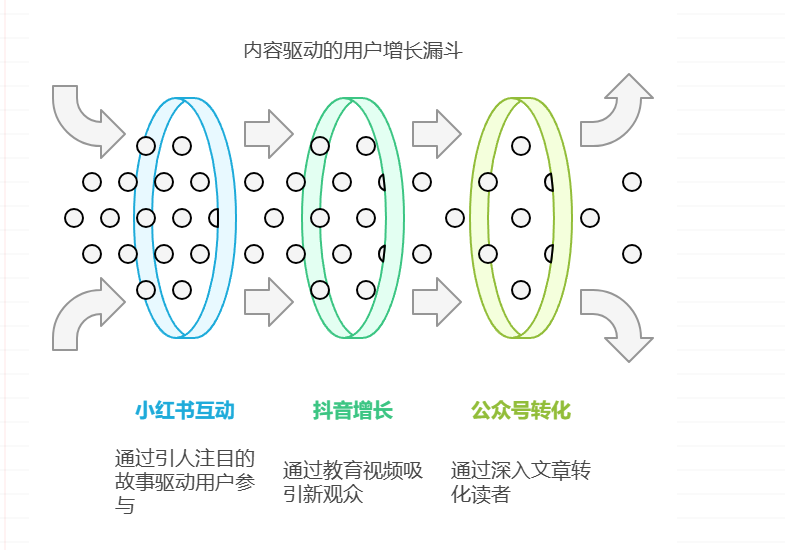 内容驱动的用户增长漏斗
小红书互动
抖音增长
公众号转化
通过引人注目的
故事驱动用户参
与
通过教育视频吸
引新观众
通过深入文章转
化读者